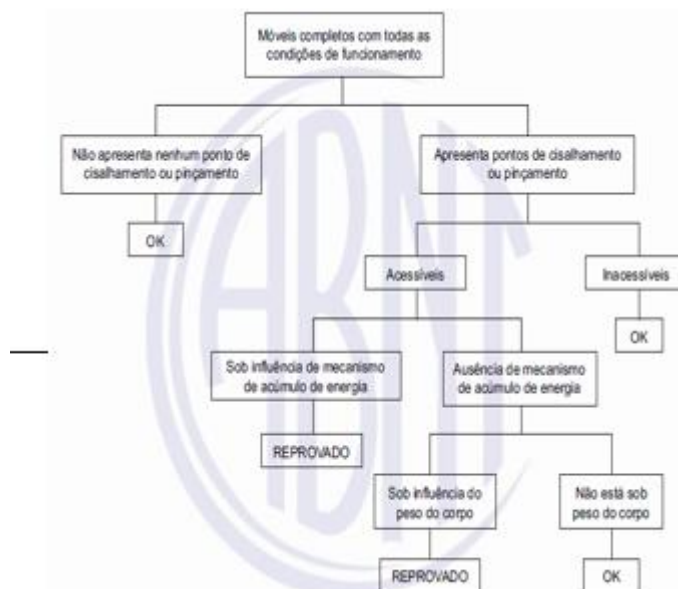 Móveis completos com todas as
condições de funcionamento
Não apresenta nenhum ponto de
cisalhamento ou pinçamento
Apresenta pontos de cisalhamento
ou pinçamento
OK
Acessíveis
Inacessíveis
OK
Sob influência de mecanismo
de acúmulo de energia
Ausência de mecanismo
de acúmulo de energia
REPROVADO
Sob influência do
peso do corpo
Não está sob
peso do corpo
REPROVADO
OK
ABNT